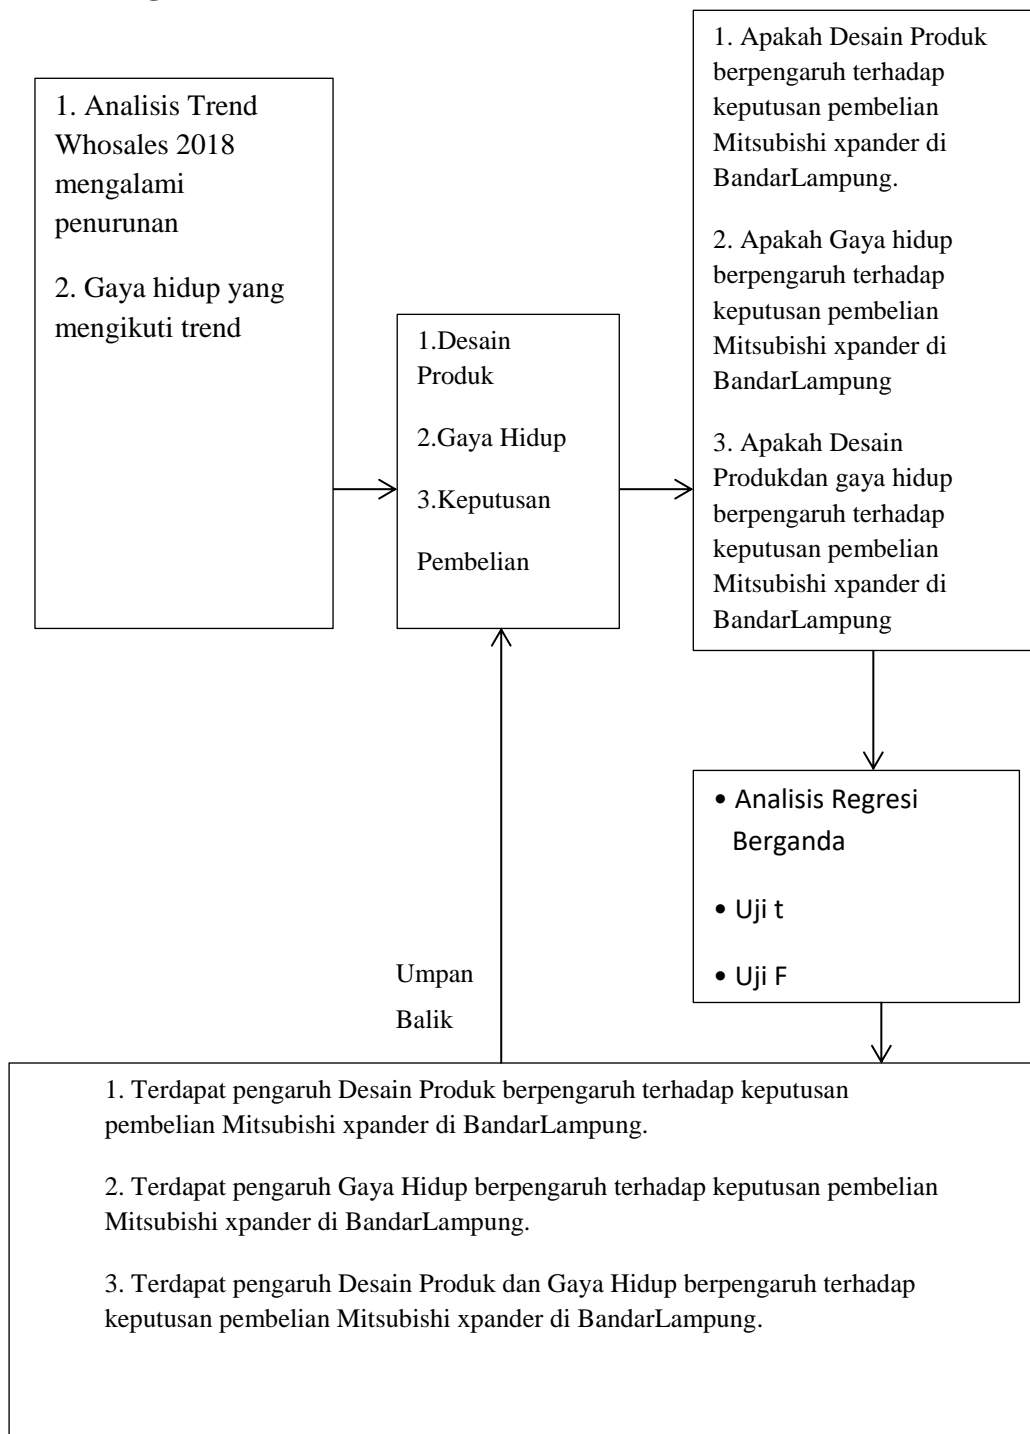 1. Analisis Trend
Whosales 2018
mengalami
penurunan
2. Gaya hidup yang
mengikuti trend
1.Desain
Produk
2.Gaya Hidup
3.Keputusan
Pembelian
1. Apakah Desain Produk
berpengaruh terhadap
keputusan pembelian
Mitsubishi xpander di
BandarLampung.
2. Apakah Gaya hidup
berpengaruh terhadap
keputusan pembelian
Mitsubishi xpander di
BandarLampung
3. Apakah Desain
Produkdan gaya hidup
berpengaruh terhadap
keputusan pembelian
Mitsubishi xpander di
BandarLampung
• Analisis Regresi
Berganda
• Uji t
• Uji F
Umpan
Balik
1. Terdapat pengaruh Desain Produk berpengaruh terhadap keputusan
pembelian Mitsubishi xpander di BandarLampung.
2. Terdapat pengaruh Gaya Hidup berpengaruh terhadap keputusan pembelian
Mitsubishi xpander di BandarLampung.
3. Terdapat pengaruh Desain Produk dan Gaya Hidup berpengaruh terhadap
keputusan pembelian Mitsubishi xpander di BandarLampung.